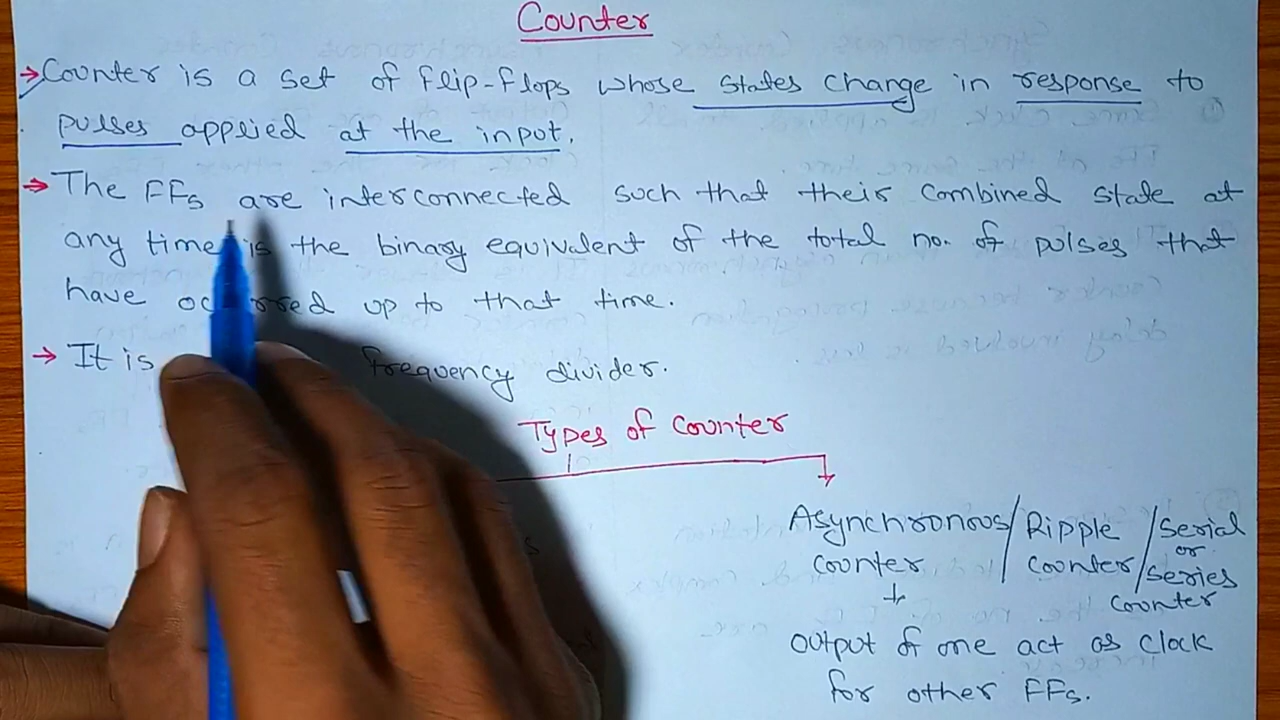 Counter
→ Counter is a set of flip-flops whose states change in response to
pulses applied at the input.
→ The FFs are interconnected such that their combined state at
any time is the binary equivalent of the total no. of pulses that
have occurred up to that time.
→ It is frequency divider.
Types of counter
Asynchronous/Ripple/serial
counter counter or
series
counter
output of one act as clock
for other FFs.